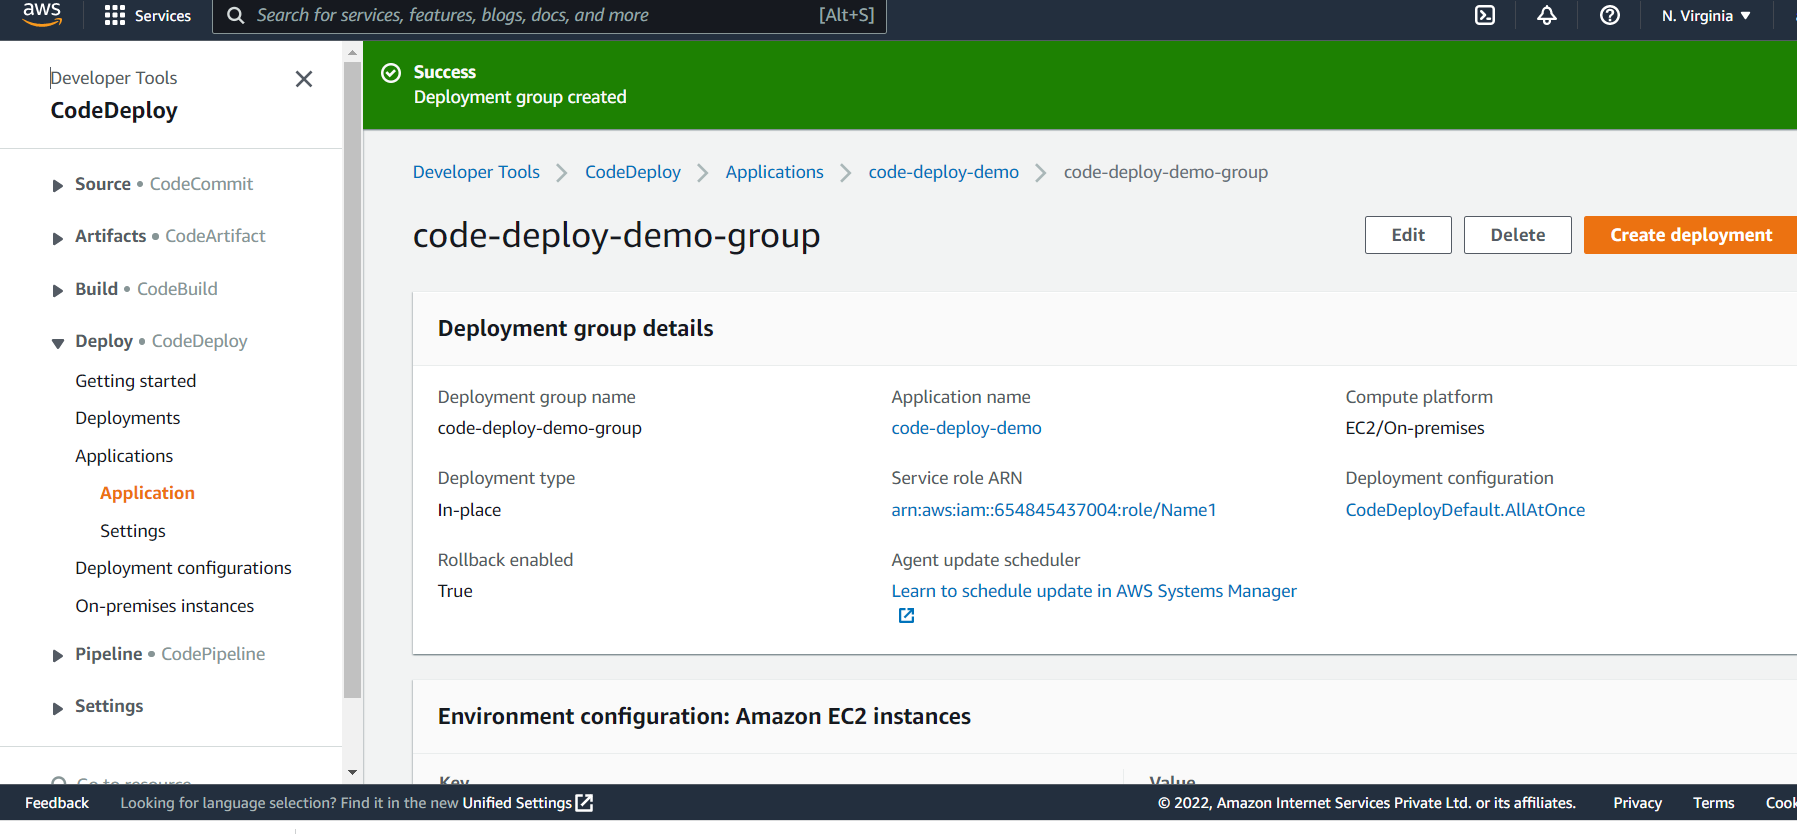 aws
Services
Search for services, features, blogs, docs, and more [Alt+S]
N. Virginia
Developer Tools
CodeDeploy
Source • CodeCommit
Artifacts • CodeArtifact
Build • CodeBuild
Deploy • CodeDeploy
Getting started
Deployments
Applications
Application
Settings
Deployment configurations
On-premises instances
Pipeline • CodePipeline
Settings
Go to resource
Success
Deployment group created
Developer Tools > CodeDeploy > Applications > code-deploy-demo > code-deploy-demo-group
code-deploy-demo-group
Edit
Delete
Create deployment
Deployment group details
Deployment group name
code-deploy-demo-group
Application name
code-deploy-demo
Compute platform
EC2/On-premises
Deployment type
In-place
Service role ARN
arn:aws:iam::654845437004:role/Name1
Deployment configuration
CodeDeployDefault.AllAtOnce
Rollback enabled
True
Agent update scheduler
Learn to schedule update in AWS Systems Manager
Environment configuration: Amazon EC2 instances
Key
Value
Feedback
Looking for language selection? Find it in the new Unified Settings
© 2022, Amazon Internet Services Private Ltd. or its affiliates.
Privacy
Terms